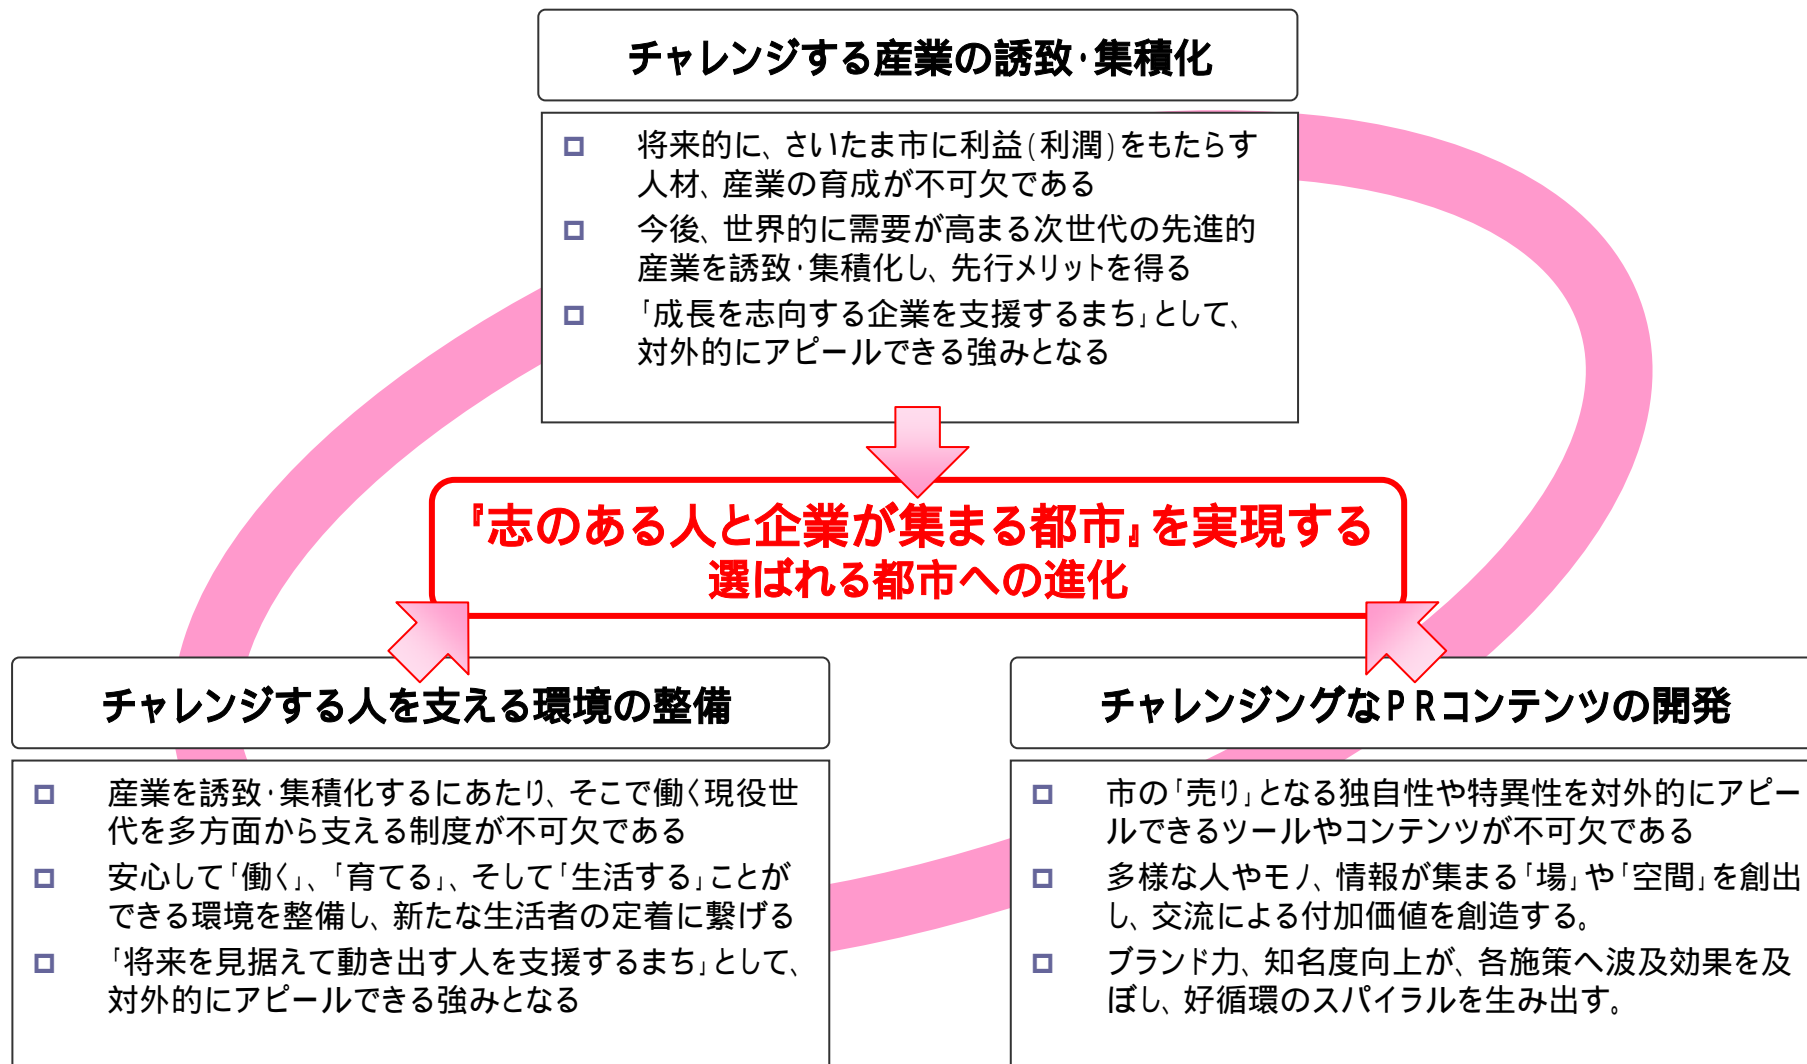 チャレンジする産業の誘致・集積化
□ 将来的に、さいたま市に利益(利潤)をもたらす
人材、産業の育成が不可欠である
□ 今後、世界的に需要が高まる次世代の先進的
産業を誘致・集積化し、先行メリットを得る
□ 「成長を志向する企業を支援するまち」として、
対外的にアピールできる強みとなる
『志のある人と企業が集まる都市』を実現する
選ばれる都市への進化
チャレンジする人を支える環境の整備
□ 産業を誘致・集積化するにあたり、そこで働く現役世
代を多方面から支える制度が不可欠である
□ 安心して「働く」、「育てる」、そして「生活する」ことが
できる環境を整備し、新たな生活者の定着に繋げる
□ 「将来を見据えて動き出す人を支援するまち」として、
対外的にアピールできる強みとなる
チャレンジングなPRコンテンツの開発
□ 市の「売り」となる独自性や特異性を対外的にアピー
ルできるツールやコンテンツが不可欠である
□ 多様な人やモノ、情報が集まる「場」や「空間」を創出
し、交流による付加価値を創造する。
□ ブランド力、知名度向上が、各施策へ波及効果を及
ぼし、好循環のスパイラルを生み出す。